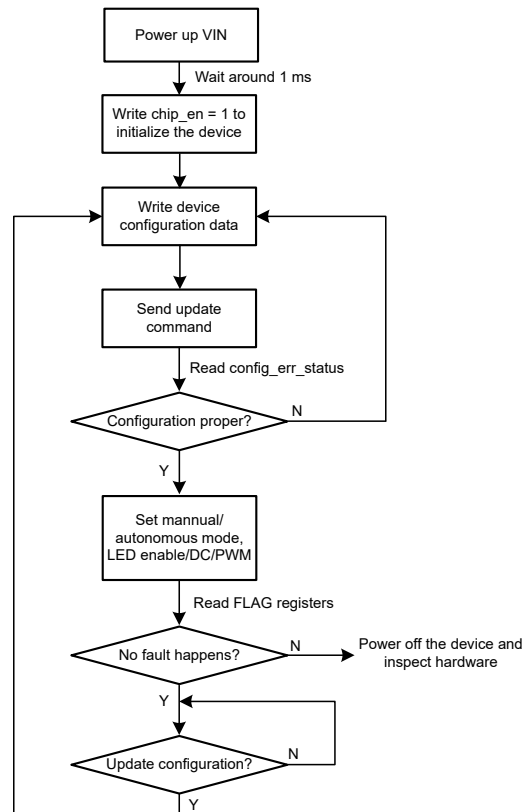 Power up VIN
Wait around 1 ms
Write chip_en = 1 to
initialize the device
Write device
configuration data
Send update
command
Read config_err_status
Configuration proper?
N
Y
Set mannual/
autonomous mode,
LED enable/DC/PWM
Read FLAG registers
No fault happens?
N
Power off the device and
inspect hardware
Y
Update configuration?
N
Y